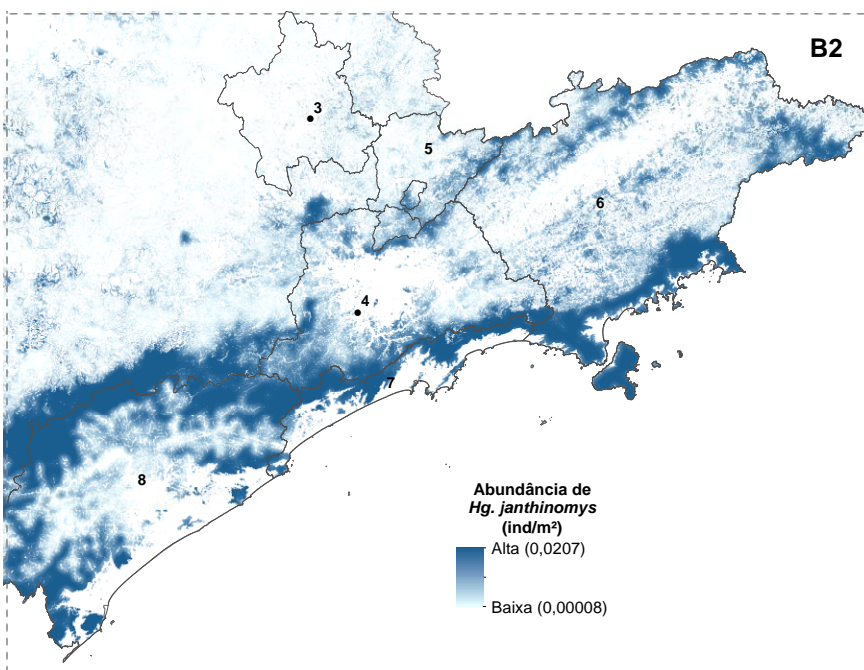 B2
3
5
6
4
7
8
Abundância de
Hg. janthinomys
(ind/m²)
Alta (0,0207)
Baixa (0,00008)